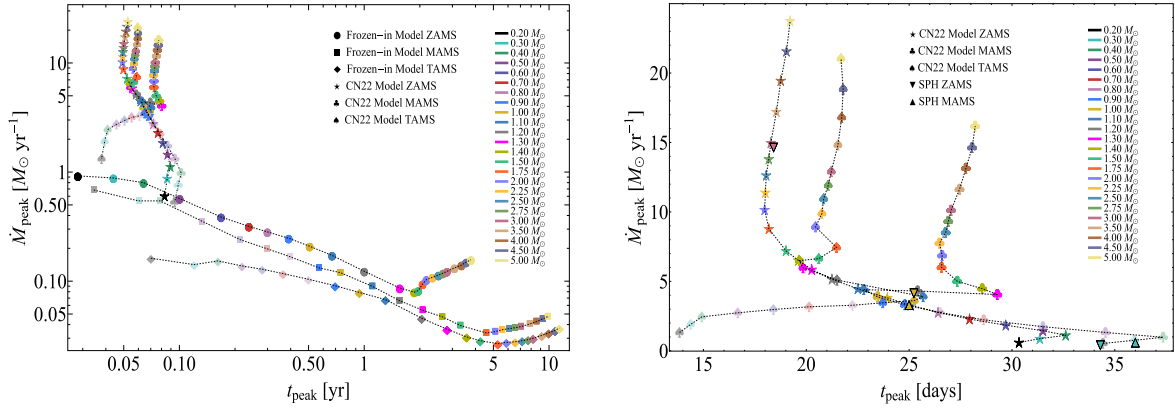 Frozen-in Model ZAMS
Frozen-in Model MAMS
Frozen-in Model TAMS
CN22 Model ZAMS
CN22 Model MAMS
CN22 Model TAMS
0.20 M⊙
0.30 M⊙
0.40 M⊙
0.50 M⊙
0.60 M⊙
0.70 M⊙
0.80 M⊙
0.90 M⊙
1.00 M⊙
1.10 M⊙
1.20 M⊙
1.30 M⊙
1.40 M⊙
1.50 M⊙
1.75 M⊙
2.00 M⊙
2.25 M⊙
2.50 M⊙
2.75 M⊙
3.00 M⊙
3.50 M⊙
4.00 M⊙
4.50 M⊙
5.00 M⊙
10
5
1
0.50
0.10
0.05
Ṁpeak [M⊙ yr⁻¹]
0.05 0.10 0.50 1 5 10
tpeak [yr]
CN22 Model ZAMS
CN22 Model MAMS
CN22 Model TAMS
SPH ZAMS
SPH MAMS
0.20 M⊙
0.30 M⊙
0.40 M⊙
0.50 M⊙
0.60 M⊙
0.70 M⊙
0.80 M⊙
0.90 M⊙
1.00 M⊙
1.10 M⊙
1.20 M⊙
1.30 M⊙
1.40 M⊙
1.50 M⊙
1.75 M⊙
2.00 M⊙
2.25 M⊙
2.50 M⊙
2.75 M⊙
3.00 M⊙
3.50 M⊙
4.00 M⊙
4.50 M⊙
5.00 M⊙
20
15
10
5
0
Ṁpeak [M⊙ yr⁻¹]
15 20 25 30 35
tpeak [days]